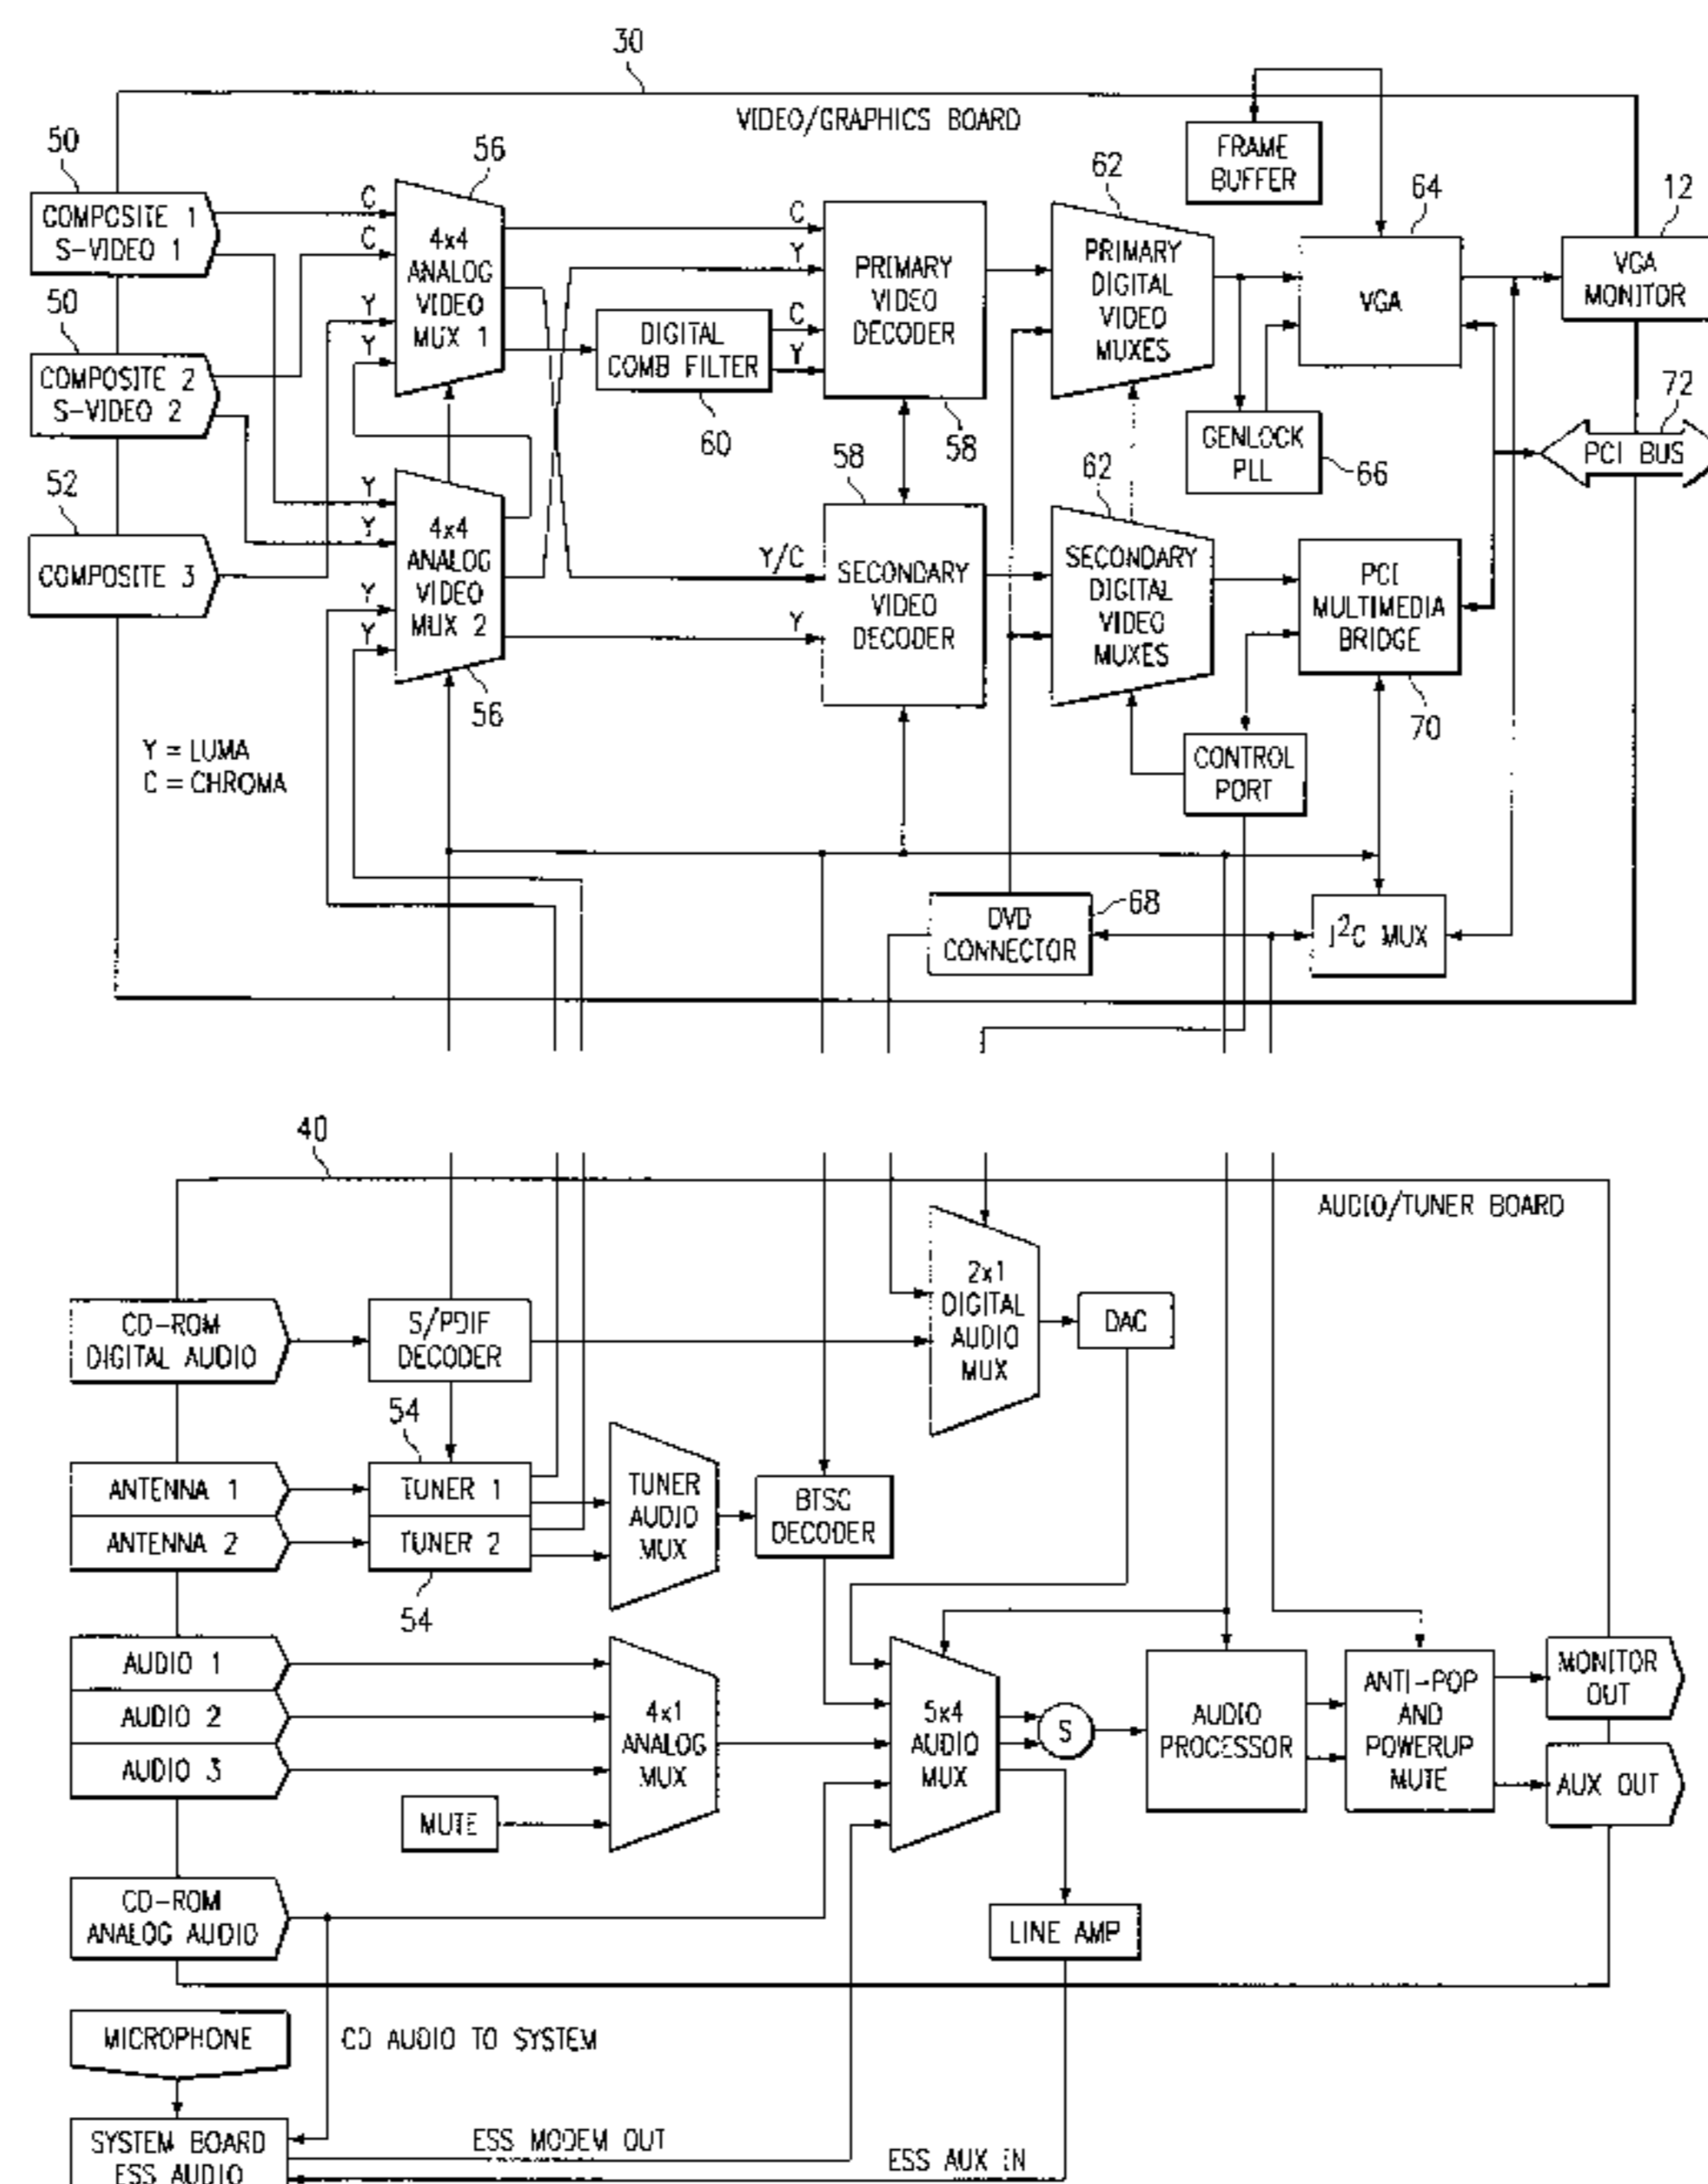 30
VIDEO/GRAPHICS BOARD
50
COMPOSITE 1
S-VIDEO 1
50
COMPOSITE 2
S-VIDEO 2
52
COMPOSITE 3
Y = LUMA
C = CHROMA
C
C
Y
Y
56
4x4
ANALOG
VIDEO
MUX 1
Y
Y
Y
Y
4x4
ANALOG
VIDEO
MUX 2
56
DIGITAL
COMB FILTER
60
C
Y
C
Y
PRIMARY
VIDEO
DECODER
58
58
Y/C
Y
SECONDARY
VIDEO
DECODER
62
PRIMARY
DIGITAL
VIDEO
MUXES
62
SECONDARY
DIGITAL
VIDEO
MUXES
FRAME
BUFFER
64
VGA
12
VGA
MONITOR
GENLOCK
PLL
66
72
PCI BUS
PCI
MULTIMEDIA
BRIDGE
70
CONTROL
PORT
DVD
CONNECTOR
68
I²C MUX
40
AUDIO/TUNER BOARD
CD-ROM
DIGITAL AUDIO
S/PDIF
DECODER
2x1
DIGITAL
AUDIO
MUX
DAC
54
ANTENNA 1
ANTENNA 2
TUNER 1
TUNER 2
54
TUNER
AUDIO
MUX
BTSC
DECODER
AUDIO 1
AUDIO 2
AUDIO 3
MUTE
4x1
ANALOG
MUX
5x4
AUDIO
MUX
S
AUDIO
PROCESSOR
ANTI-POP
AND
POWERUP
MUTE
MONITOR
OUT
AUX OUT
CD-ROM
ANALOG AUDIO
LINE AMP
MICROPHONE
CD AUDIO TO SYSTEM
SYSTEM BOARD
ESS AUDIO
ESS MODEM OUT
ESS AUX IN